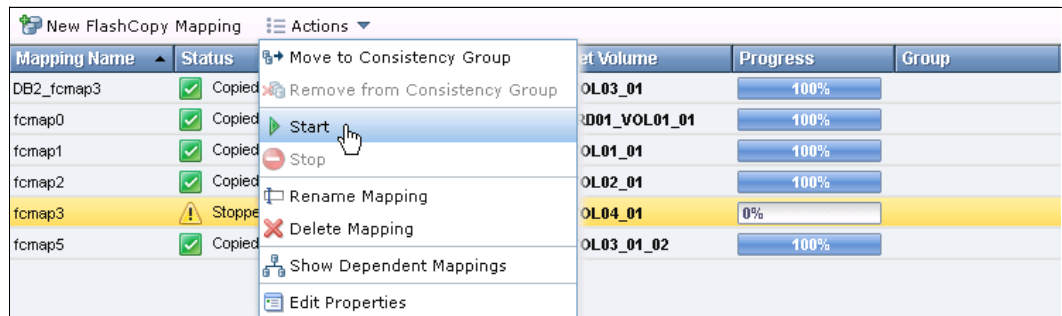 New FlashCopy Mapping Actions
Mapping Name Status et Volume Progress Group
Move to Consistency Group
DB2_fcmap3 Copied OL03_01 100%
Remove from Consistency Group
fcmap0 Copied RD01_VOL01_01 100%
Start
fcmap1 Copied OL01_01 100%
Stop
fcmap2 Copied OL02_01 100%
Rename Mapping
fcmap3 Stoppe OL04_01 0%
Delete Mapping
fcmap5 Copied OL03_01_02 100%
Show Dependent Mappings
Edit Properties